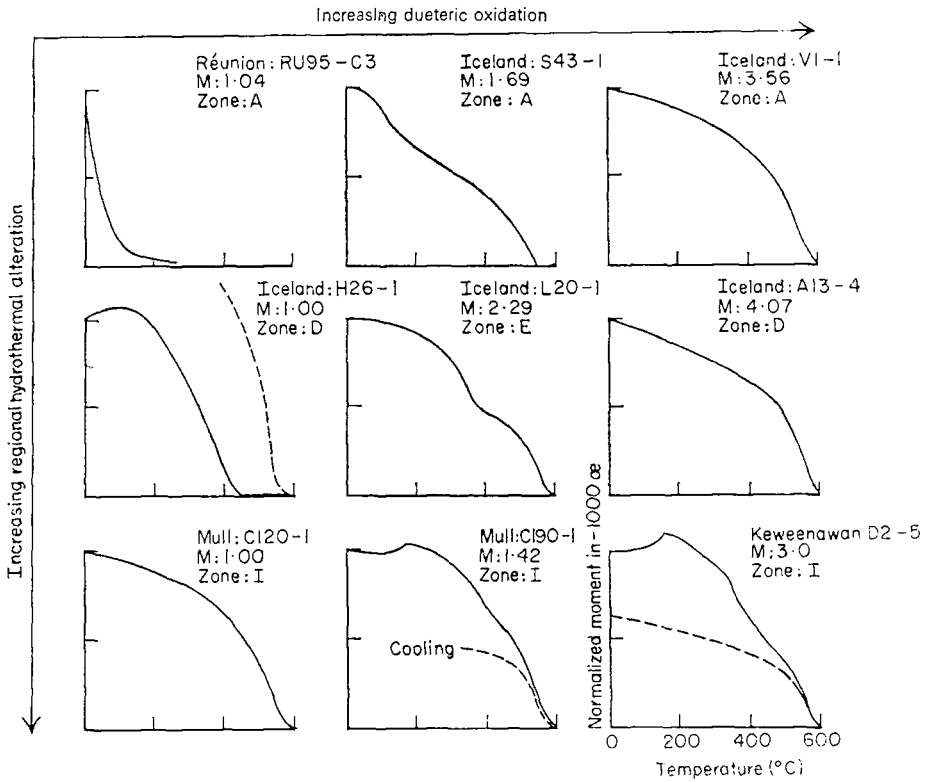 Increasing dueteric oxidation
Increasing regional hydrothermal alteration
Réunion: RU95-C3
M:1·04
Zone:A
Iceland:S43-1
M:1·69
Zone: A
Iceland:V1-1
M:3·56
Zone:A
Iceland:H26-1
M:1·00
Zone:D
Iceland:L20-1
M:2·29
Zone:E
Iceland:A13-4
M:4·07
Zone:D
Mull:C120-1
M:1·00
Zone:I
Mull:C190-1
M:1·42
Zone:I
Cooling
Normalized moment in ~1000 œ
Keweenawan D2-5
M:3·0
Zone:I
0 200 400 600
Temperature (°C)